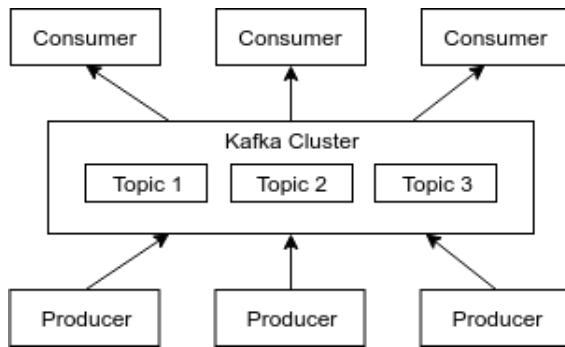 Consumer
Consumer
Consumer
Kafka Cluster
Topic 1
Topic 2
Topic 3
Producer
Producer
Producer